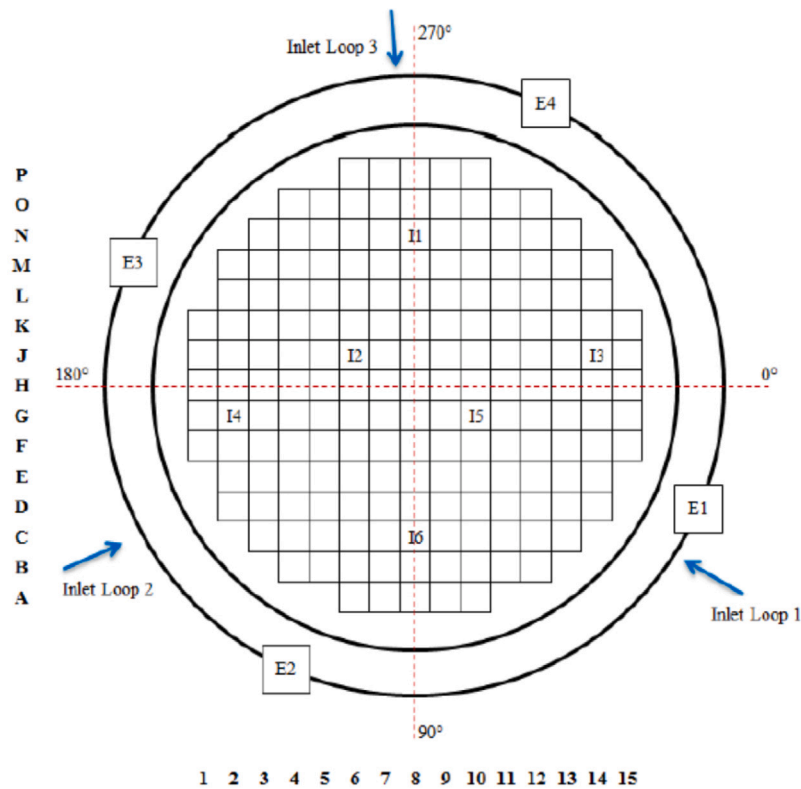 270°
Inlet Loop 3
E4
P
O
N I1
E3
M
L
K
J I2 I3
180° 0°
H
G I4 I5
F
E
D
E1
C I6
B
Inlet Loop 2
A
Inlet Loop 1
E2
90°
1 2 3 4 5 6 7 8 9 10 11 12 13 14 15